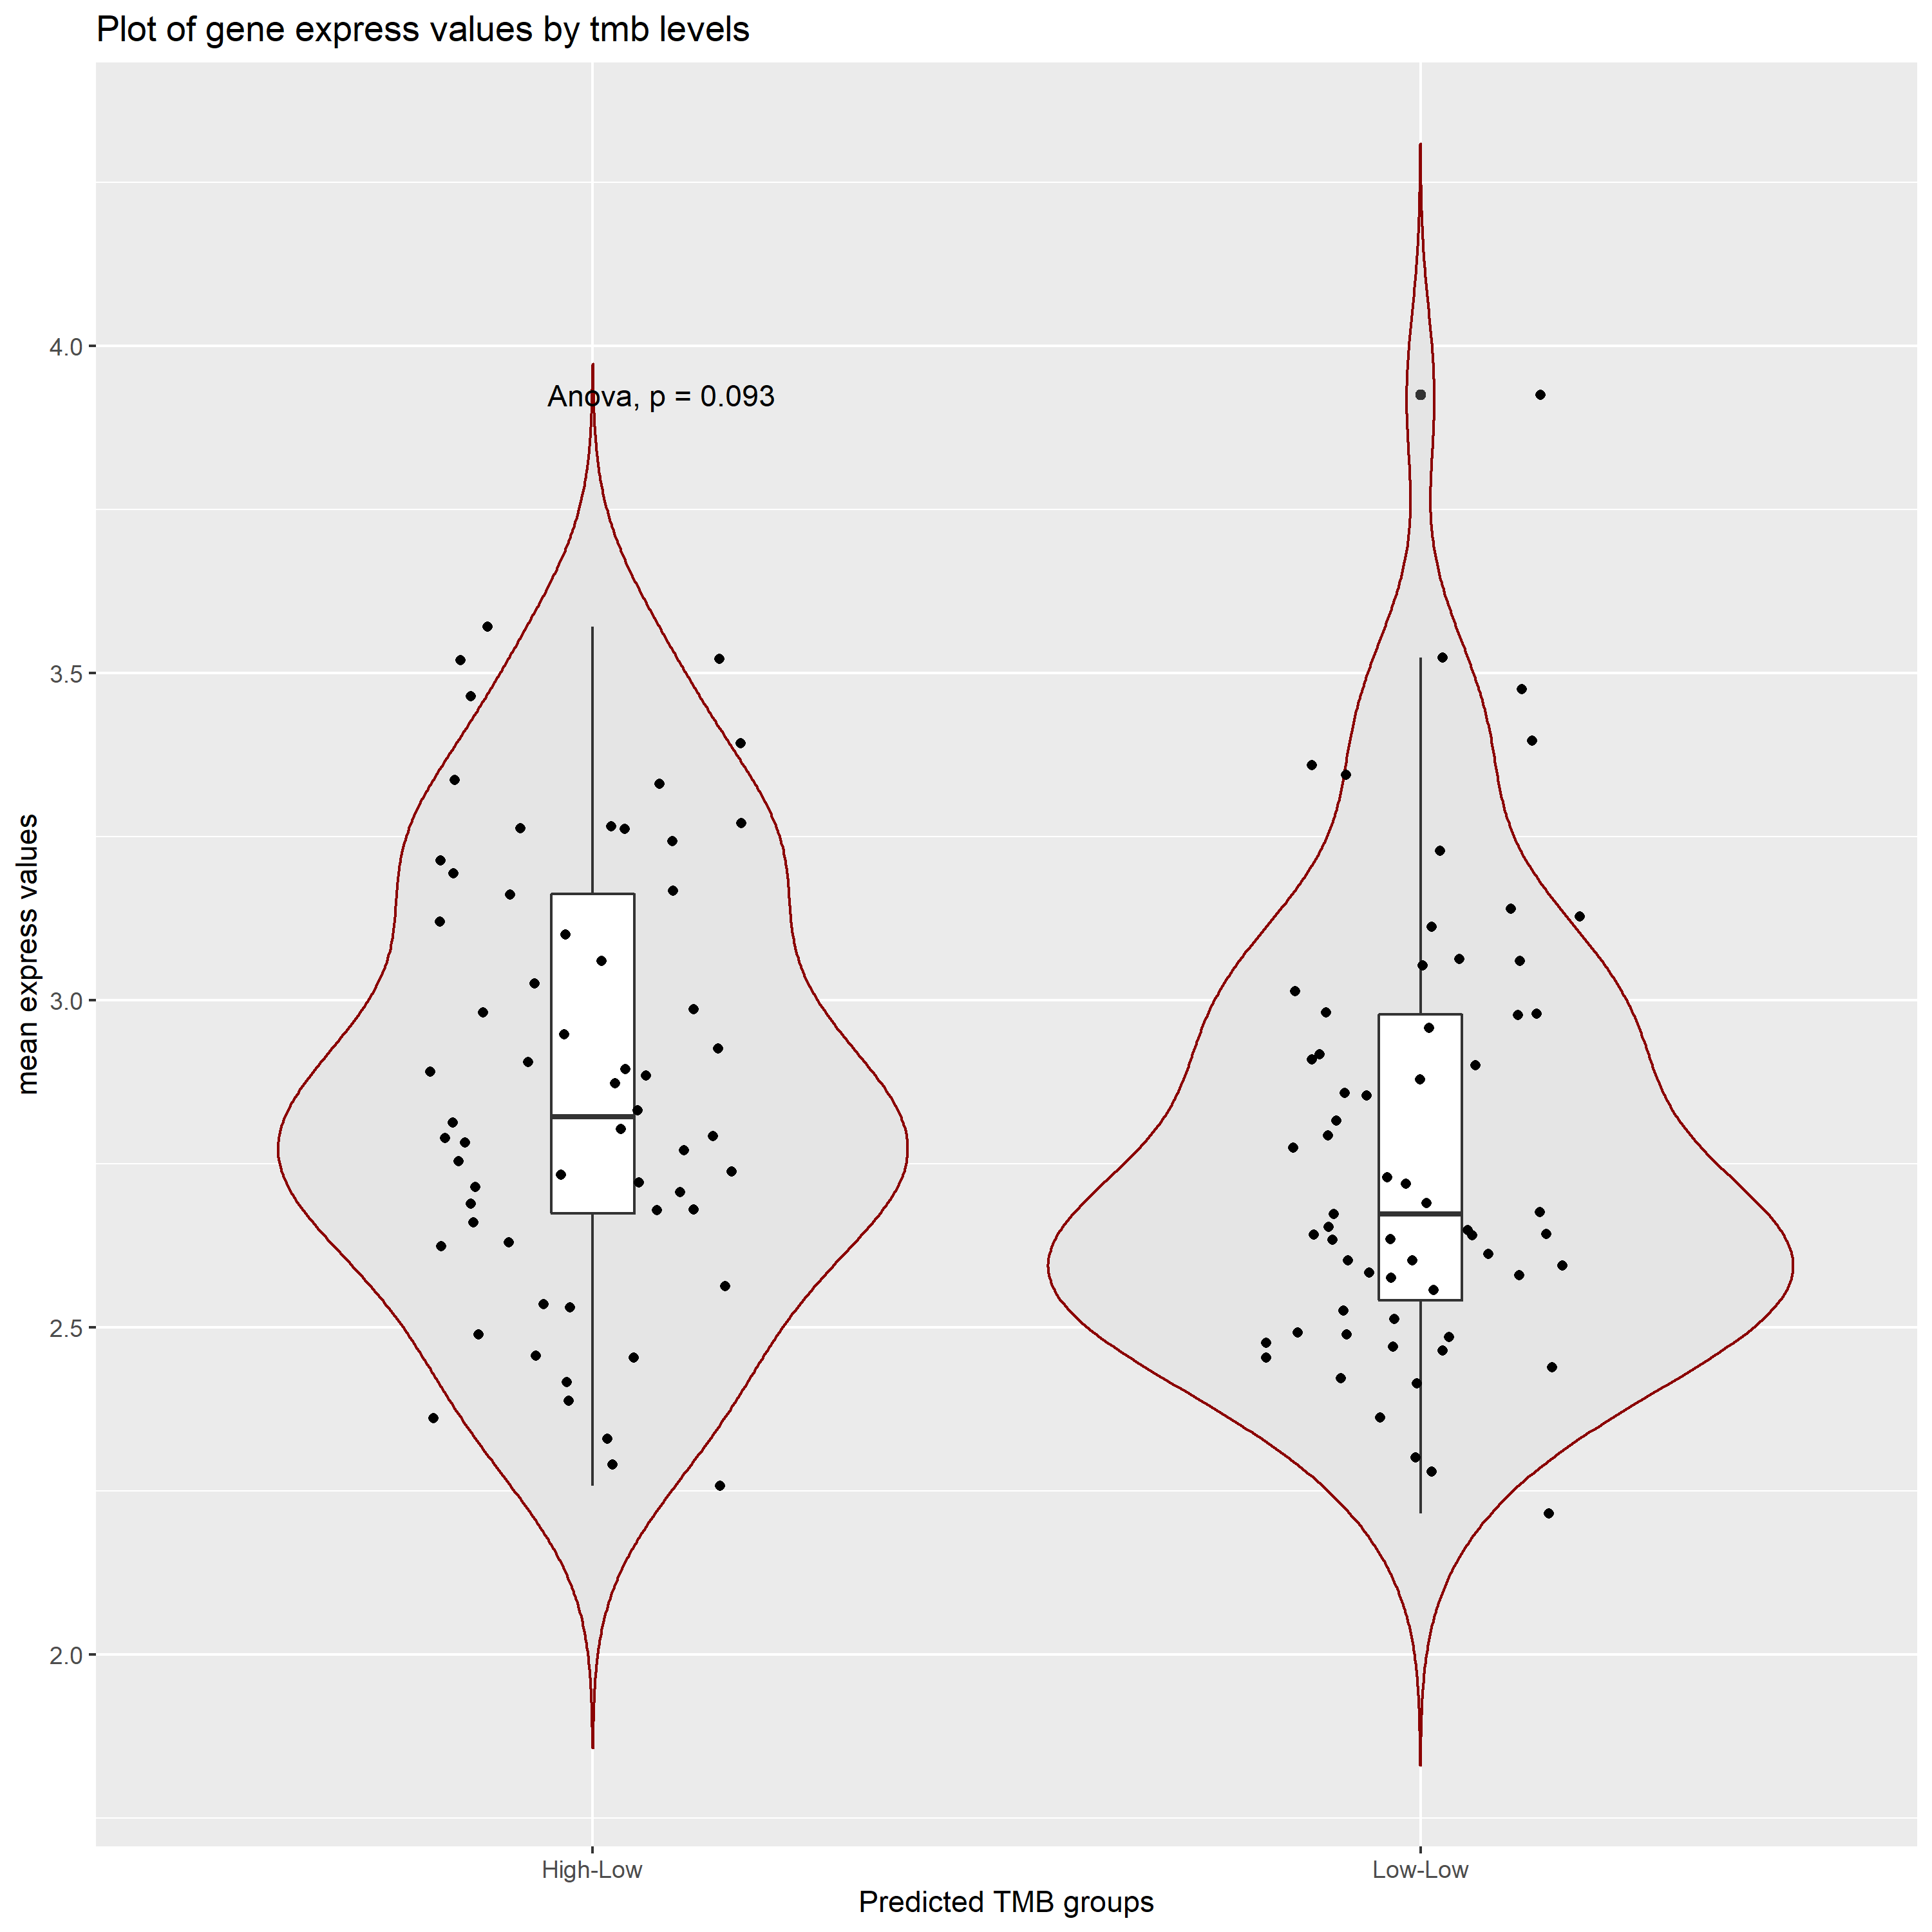 Plot of gene express values by tmb levels
Anova, p = 0.093
mean express values
4.0
3.5
3.0
2.5
2.0
High-Low
Low-Low
Predicted TMB groups